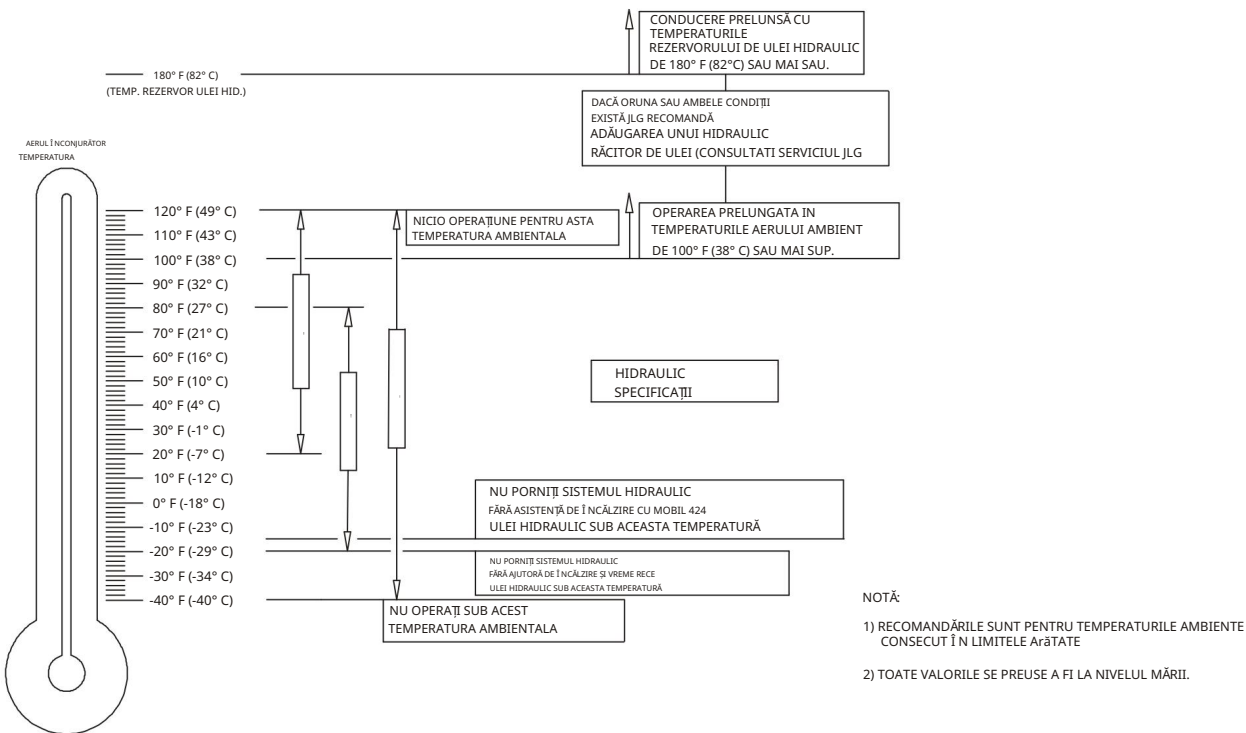 CONDUCERE PRELUNSĂ CU
TEMPERATURILE
REZERVORULUI DE ULEI HIDRAULIC
DE 180° F (82°C) SAU MAI SAU.
180° F (82° C)
(TEMP. REZERVOR ULEI HID.)
DACĂ ORUNA SAU AMBELE CONDIȚII
EXISTĂ JLG RECOMANDĂ
ADĂUGAREA UNUI HIDRAULIC
RĂCITOR DE ULEI (CONSULTATI SERVICIUL JLG
AERUL ÎNCONJURĂTOR
TEMPERATURA
120° F (49° C)
110° F (43° C)
100° F (38° C)
90° F (32° C)
80° F (27° C)
70° F (21° C)
60° F (16° C)
50° F (10° C)
40° F (4° C)
30° F (-1° C)
20° F (-7° C)
10° F (-12° C)
0° F (-18° C)
-10° F (-23° C)
-20° F (-29° C)
-30° F (-34° C)
-40° F (-40° C)
NICIO OPERAȚIUNE PENTRU ASTA
TEMPERATURA AMBIENTALA
OPERAREA PRELUNGATA IN
TEMPERATURILE AERULUI AMBIENT
DE 100° F (38° C) SAU MAI SUP.
HIDRAULIC
SPECIFICAȚII
NU PORNIȚI SISTEMUL HIDRAULIC
FĂRĂ ASISTENȚĂ DE ÎNCĂLZIRE CU MOBIL 424
ULEI HIDRAULIC SUB ACEASTA TEMPERATURĂ
NU PORNIȚI SISTEMUL HIDRAULIC
FĂRĂ AJUTORĂ DE ÎNCĂLZIRE ȘI VREME RECE
ULEI HIDRAULIC SUB ACEASTA TEMPERATURĂ
NU OPERAȚI SUB ACEST
TEMPERATURA AMBIENTALA
NOTĂ:
1) RECOMANDĂRILE SUNT PENTRU TEMPERATURILE AMBIENTE
CONSECUT ÎN LIMITELE ArăTATE
2) TOATE VALORILE SE PREUSE A FI LA NIVELUL MĂRII.